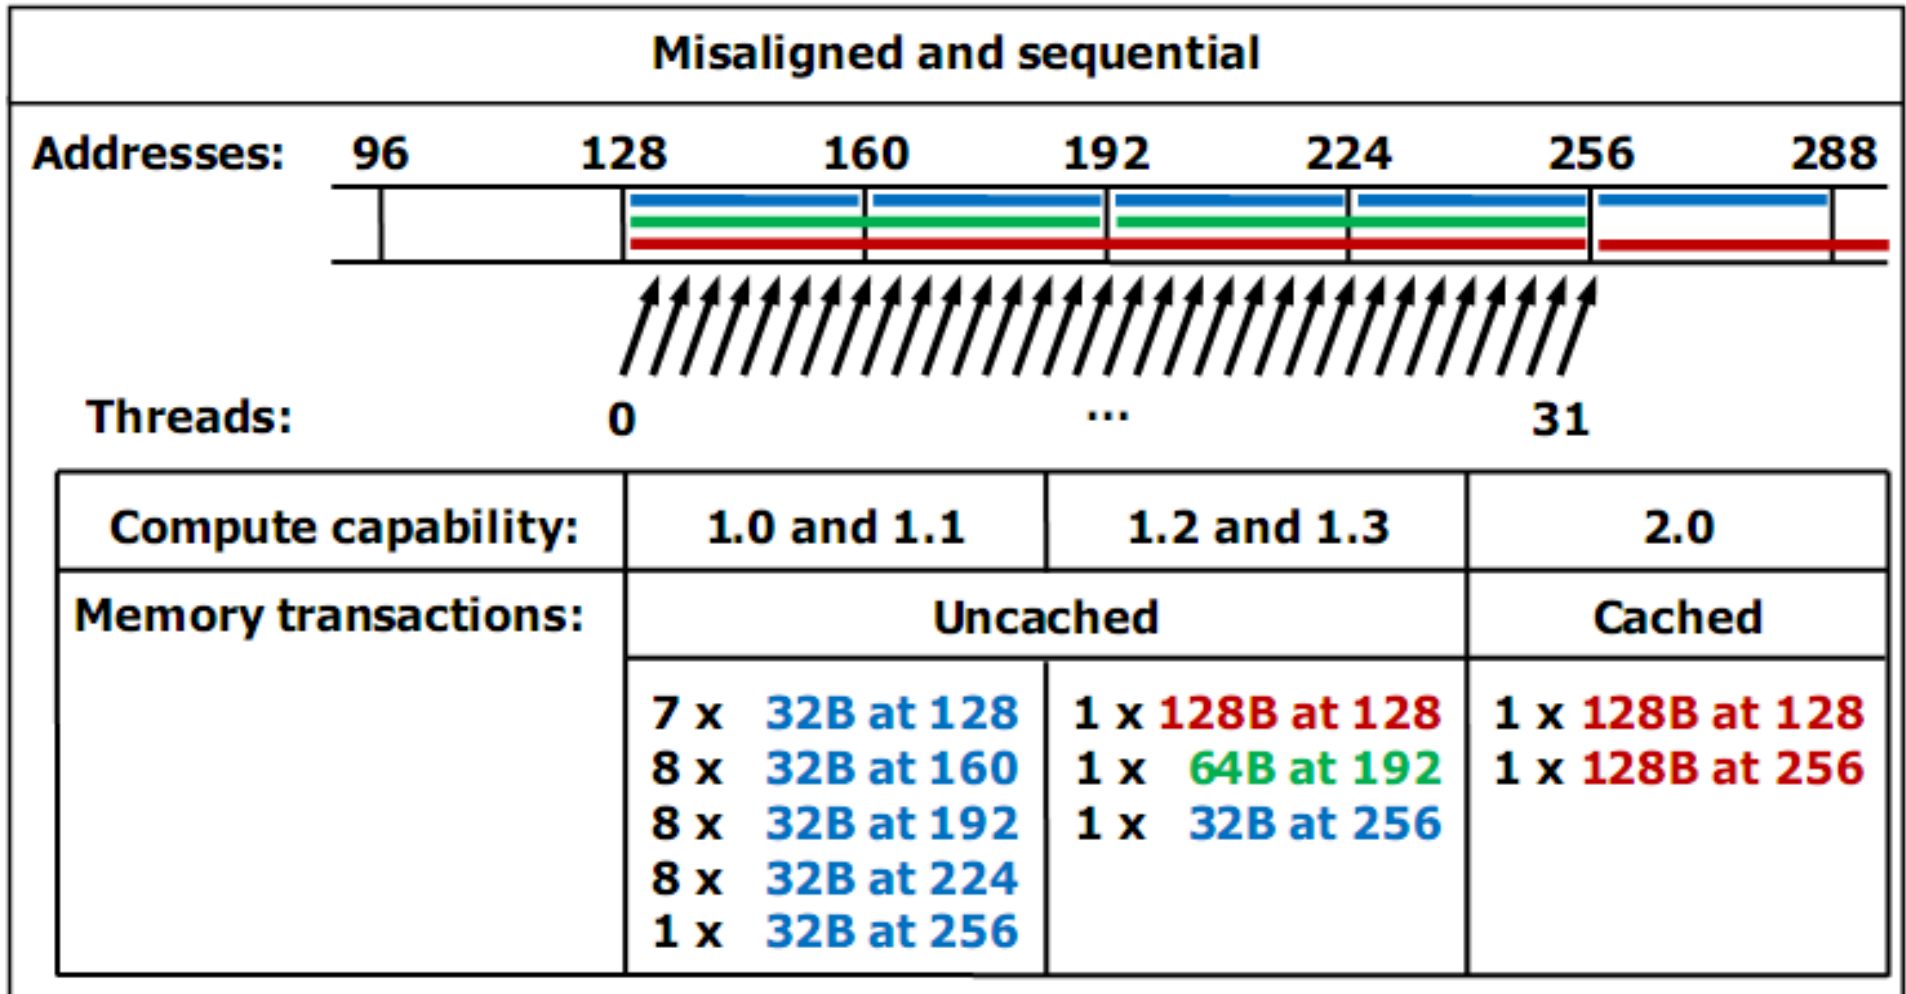 Misaligned and sequential
Addresses: 96 128 160 192 224 256 288
Threads: 0 ... 31
Compute capability: 1.0 and 1.1 1.2 and 1.3 2.0
Memory transactions: Uncached Cached
7 x 32B at 128 1 x 128B at 128 1 x 128B at 128
8 x 32B at 160 1 x 64B at 192 1 x 128B at 256
8 x 32B at 192 1 x 32B at 256
8 x 32B at 224
1 x 32B at 256